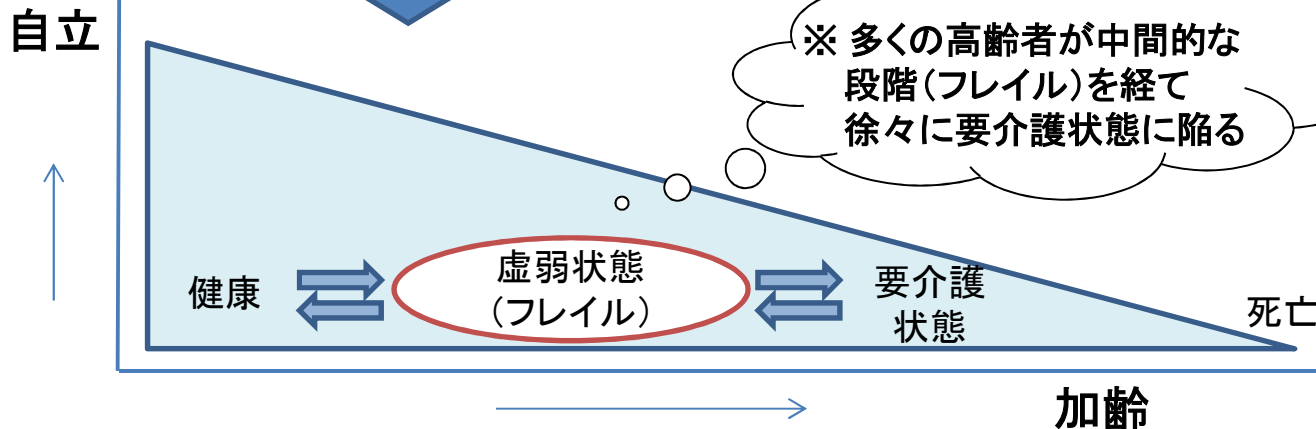 自立
※ 多くの高齢者が中間的な
段階(フレイル)を経て
徐々に要介護状態に陥る
健康
虚弱状態
(フレイル)
要介護
状態
死亡
加齢